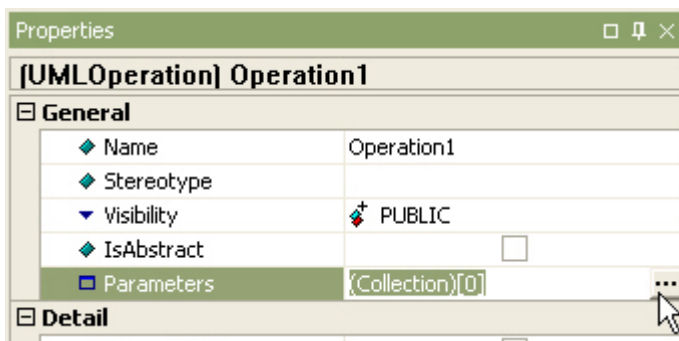 Properties
(UMLOperation) Operation1
General
Name Operation1
Stereotype
Visibility PUBLIC
IsAbstract
Parameters (Collection)[0] ...
Detail